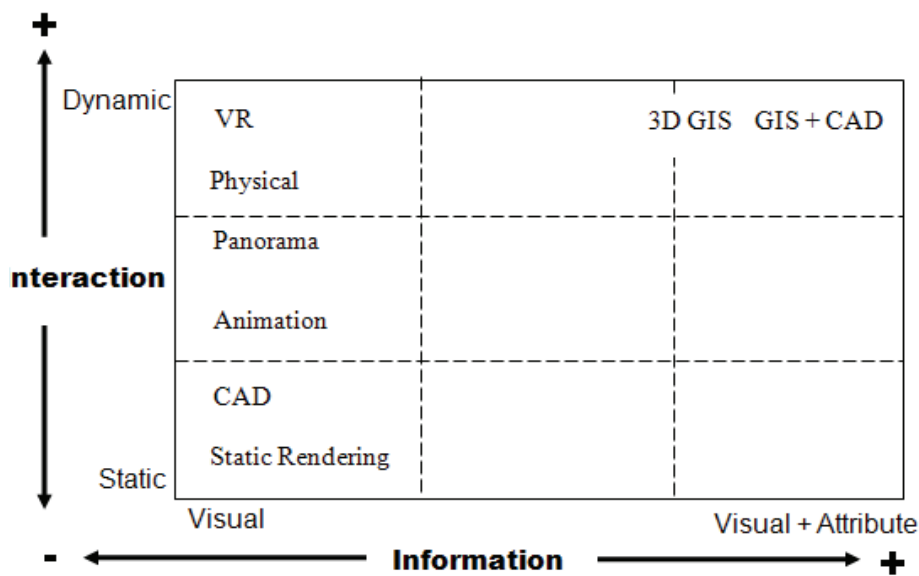 +
Dynamic
VR
3D GIS GIS + CAD
Physical
Panorama
nteraction
Animation
CAD
Static Rendering
Static
Visual
Visual + Attribute
- Information +